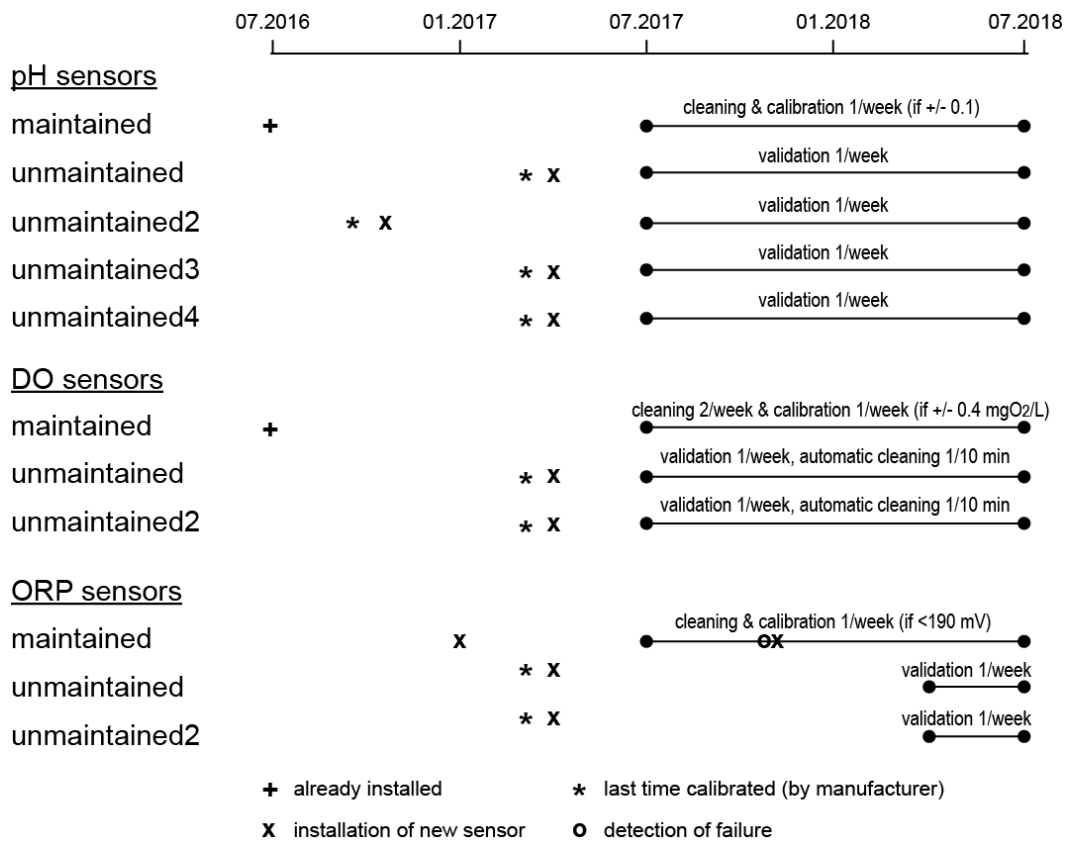 07.2016 01.2017 07.2017 01.2018 07.2018
pH sensors
maintained + cleaning & calibration 1/week (if +/- 0.1)
unmaintained * x validation 1/week
unmaintained2 * x validation 1/week
unmaintained3 * x validation 1/week
unmaintained4 * x validation 1/week
DO sensors
maintained + cleaning 2/week & calibration 1/week (if +/- 0.4 mgO2/L)
unmaintained * x validation 1/week, automatic cleaning 1/10 min
unmaintained2 * x validation 1/week, automatic cleaning 1/10 min
ORP sensors
maintained x cleaning & calibration 1/week (if <190 mV) o x
unmaintained * x validation 1/week
unmaintained2 * x validation 1/week
+ already installed * last time calibrated (by manufacturer)
x installation of new sensor o detection of failure